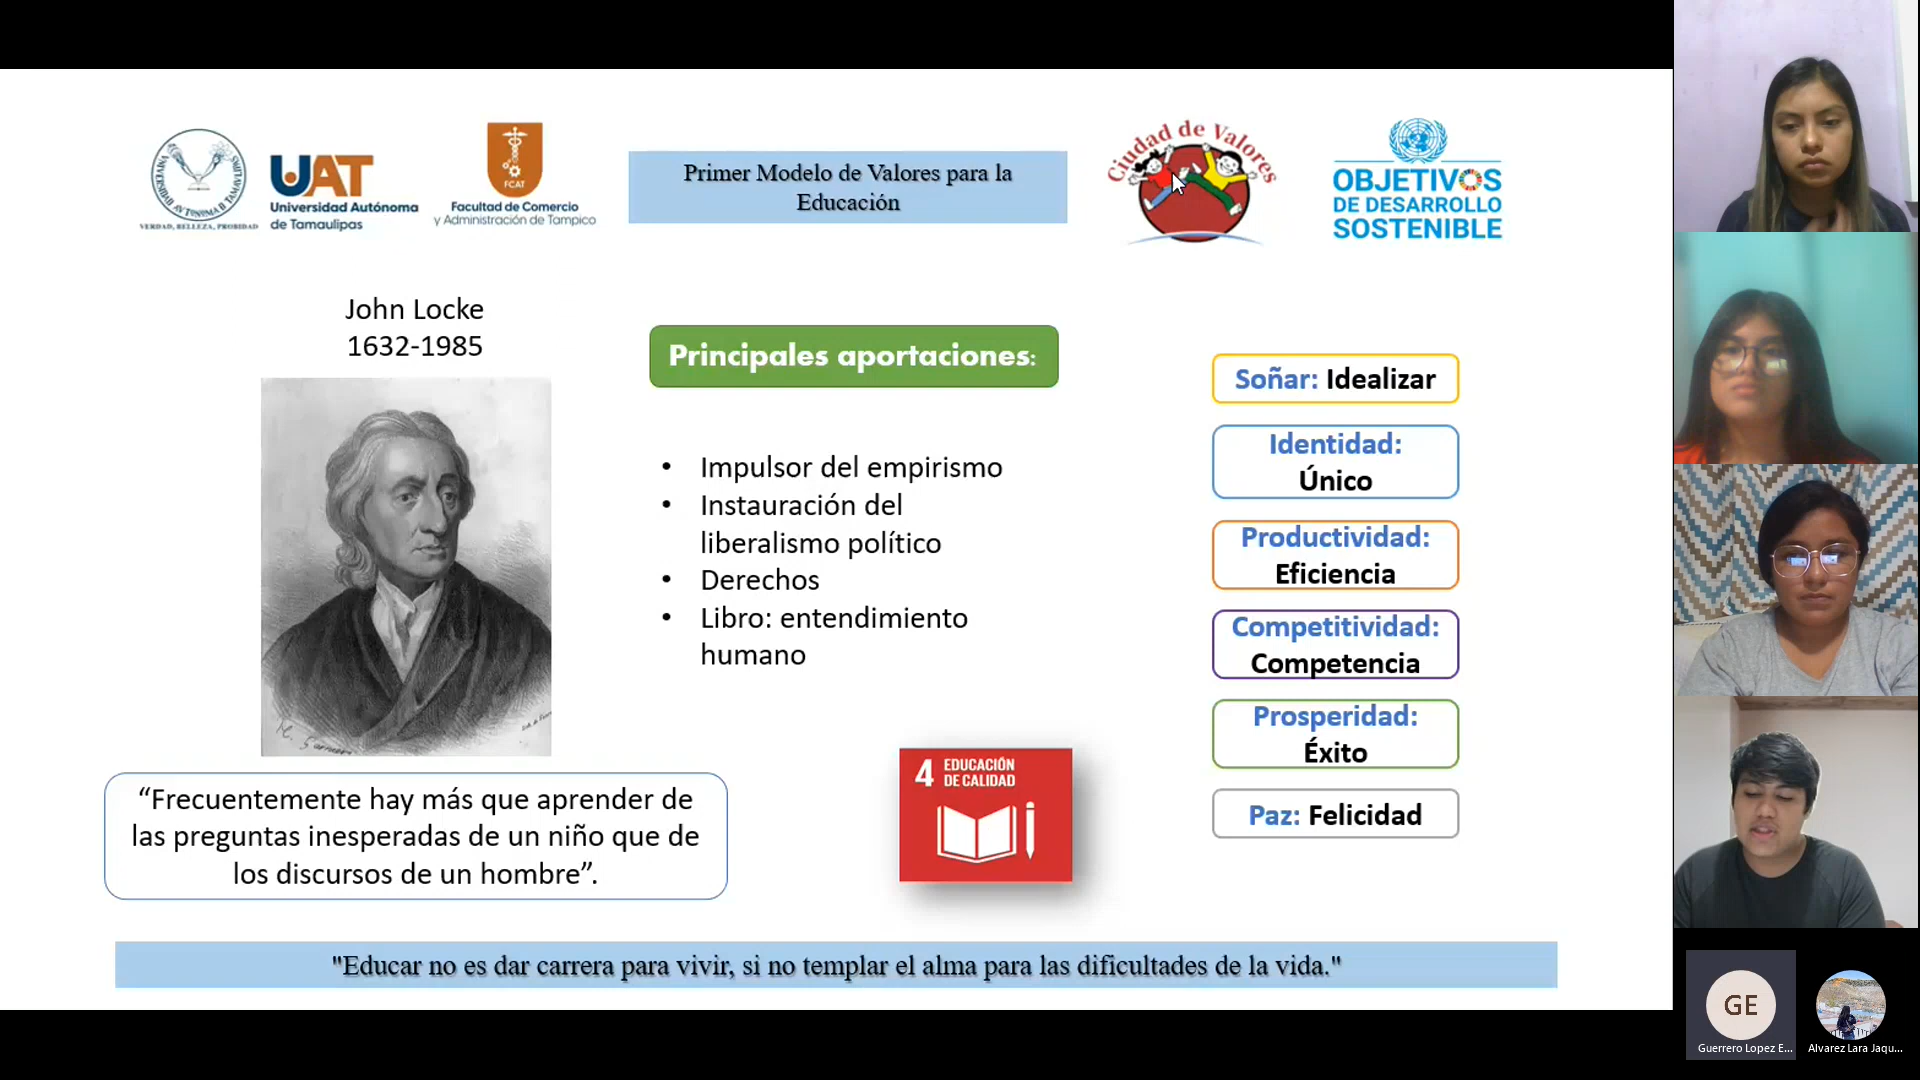 VERDAD, BELLEZA, PROBIDAD
UAT
Universidad Autónoma
de Tamaulipas
FCAT
Facultad de Comercio
y Administración de Tampico
Primer Modelo de Valores para la
Educación
Ciudad de Valores
OBJETIVOS
DE DESARROLLO
SOSTENIBLE
John Locke
1632-1985
Principales aportaciones:
• Impulsor del empirismo
• Instauración del
liberalismo político
• Derechos
• Libro: entendimiento
humano
Soñar: Idealizar
Identidad:
Único
Productividad:
Eficiencia
Competitividad:
Competencia
Prosperidad:
Éxito
Paz: Felicidad
4 EDUCACIÓN
DE CALIDAD
“Frecuentemente hay más que aprender de
las preguntas inesperadas de un niño que de
los discursos de un hombre”.
"Educar no es dar carrera para vivir, si no templar el alma para las dificultades de la vida."
GE
Guerrero Lopez E...
Alvarez Lara Jaqu...